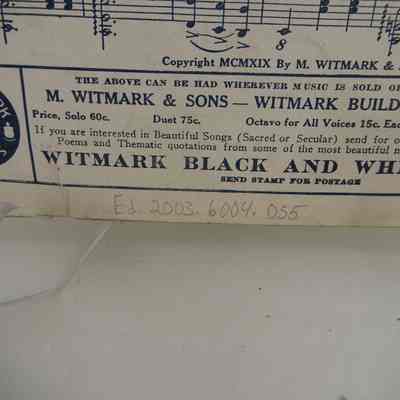 Copyright MCMXIX By M. WITMARK &
THE ABOVE CAN BE HAD WHEREVER MUSIC IS SOLD
M. WITMARK & SONS — WITMARK BUILD
Price, Solo 60c. Duet 75c. Octavo for All Voices 15c. Eac
If you are interested in Beautiful Songs (Sacred or Secular) send for
Poems and Thematic quotations from some of the most beautiful
WITMARK BLACK AND WH
SEND STAMP FOR POSTAGE
Ed. 2003. 6004. 055